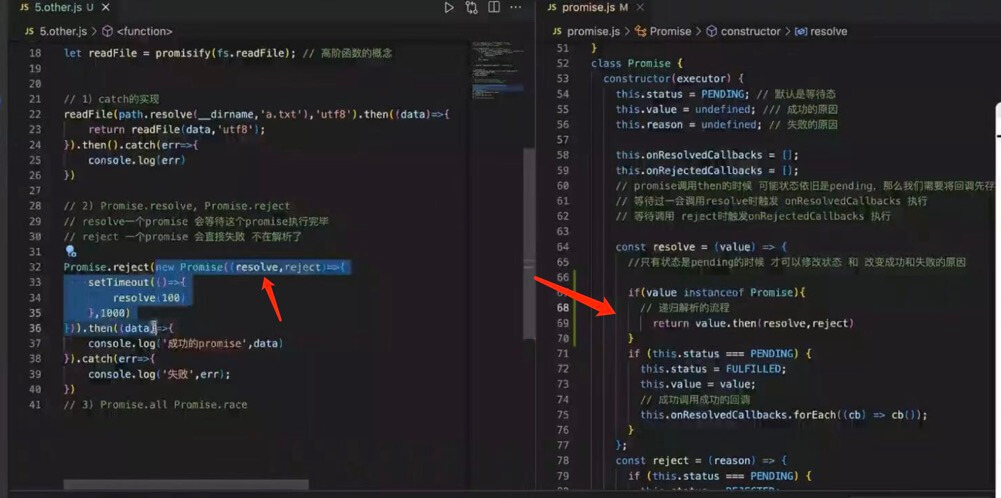 JS 5.other.js U ×
JS 5.other.js > <function>
18 let readFile = promisify(fs.readFile); // 高阶函数的概念
19
20
21 // 1) catch的实现
22 readFile(path.resolve(__dirname,'a.txt'),'utf8').then((data)=>{
23 return readFile(data,'utf8');
24 }).then().catch(err=>{
25 console.log(err)
26 })
27
28 // 2) Promise.resolve, Promise.reject
29 // resolve一个promise 会等待这个promise执行完毕
30 // reject 一个promise 会直接失败 不在解析了
31
32 Promise.reject(new Promise((resolve,reject)=>{
33 setTimeout(()=>{
34 resolve(100)
35 },1000)
36 })).then((data)=>{
37 console.log('成功的promise',data)
38 }).catch(err=>{
39 console.log('失败',err);
40 })
41 // 3) Promise.all Promise.race
JS promise.js M ×
JS promise.js > Promise > constructor > resolve
51 }
52 class Promise {
53 constructor(executor) {
54 this.status = PENDING; // 默认是等待态
55 this.value = undefined; /// 成功的原因
56 this.reason = undefined; // 失败的原因
57
58 this.onResolvedCallbacks = [];
59 this.onRejectedCallbacks = [];
60 // promise调用then的时候 可能状态依旧是pending，那么我们需要将回调先存
61 // 等待过一会调用resolve时触发 onResolvedCallbacks 执行
62 // 等待调用 reject时触发onRejectedCallbacks 执行
63
64 const resolve = (value) => {
65 //只有状态是pending的时候 才可以修改状态 和 改变成功和失败的原因
66
67 if(value instanceof Promise){
68 // 递归解析的流程
69 return value.then(resolve,reject)
70 }
71 if (this.status === PENDING) {
72 this.status = FULFILLED;
73 this.value = value;
74 // 成功调用成功的回调
75 this.onResolvedCallbacks.forEach((cb) => cb());
76 }
77 };
78 const reject = (reason) => {
79 if (this.status === PENDING) {